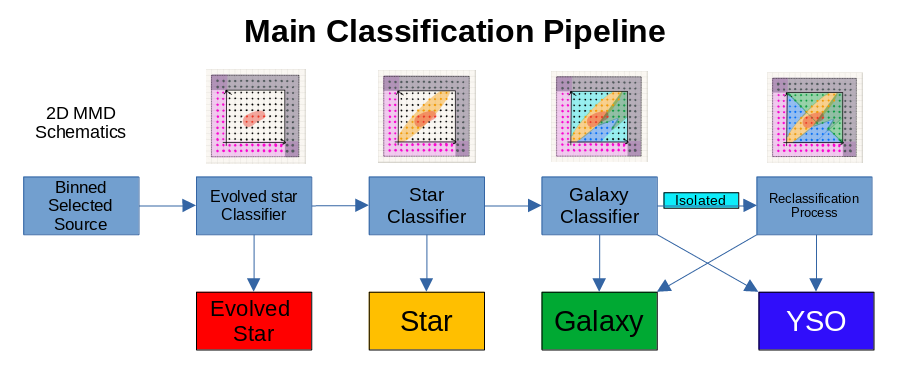 Main Classification Pipeline
2D MMD
Schematics
Binned
Selected
Source
Evolved star
Classifier
Star
Classifier
Galaxy
Classifier
Isolated
Reclassification
Process
Evolved
Star
Star
Galaxy
YSO